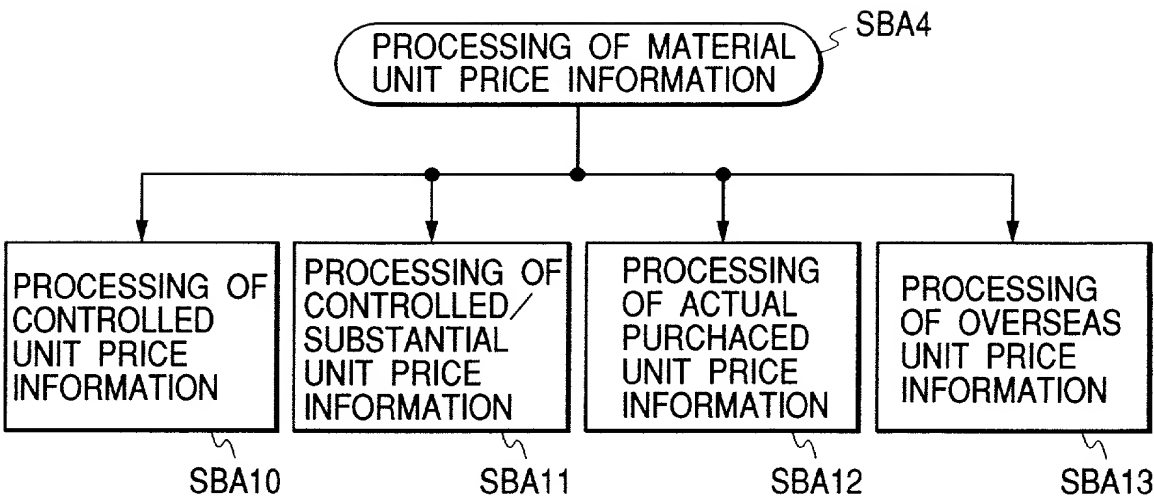 SBA4
PROCESSING OF MATERIAL
UNIT PRICE INFORMATION
PROCESSING OF
CONTROLLED
UNIT PRICE
INFORMATION
PROCESSING OF
CONTROLLED/
SUBSTANTIAL
UNIT PRICE
INFORMATION
PROCESSING
OF ACTUAL
PURCHACED
UNIT PRICE
INFORMATION
PROCESSING
OF OVERSEAS
UNIT PRICE
INFORMATION
SBA10
SBA11
SBA12
SBA13